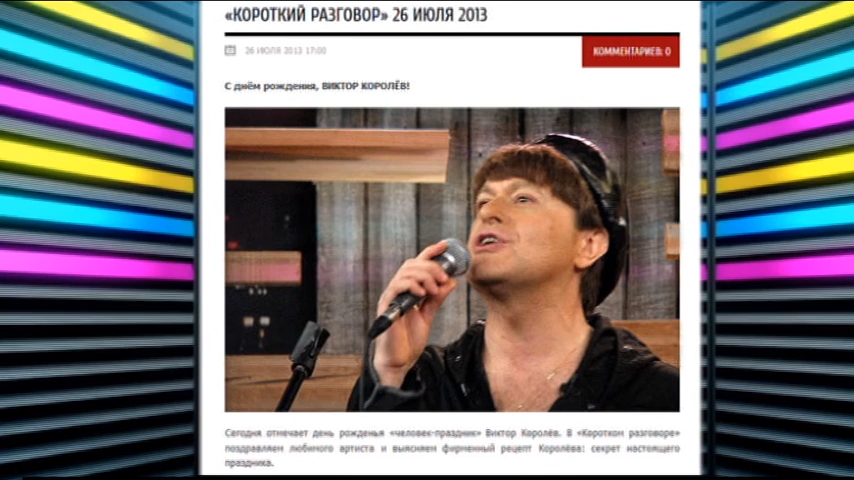 «КОРОТКИЙ РАЗГОВОР» 26 ИЮЛЯ 2013
26 ИЮЛЯ 2013 17:00
КОММЕНТАРИЕВ: 0
С днём рождения, ВИКТОР КОРОЛЁВ!
Сегодня отмечает день рожденья «человек-праздник» Виктор Королёв. В «Коротком разговоре»
поздравляем любимого артиста и выясняем фирменный рецепт Королёва: секрет настоящего
праздника.